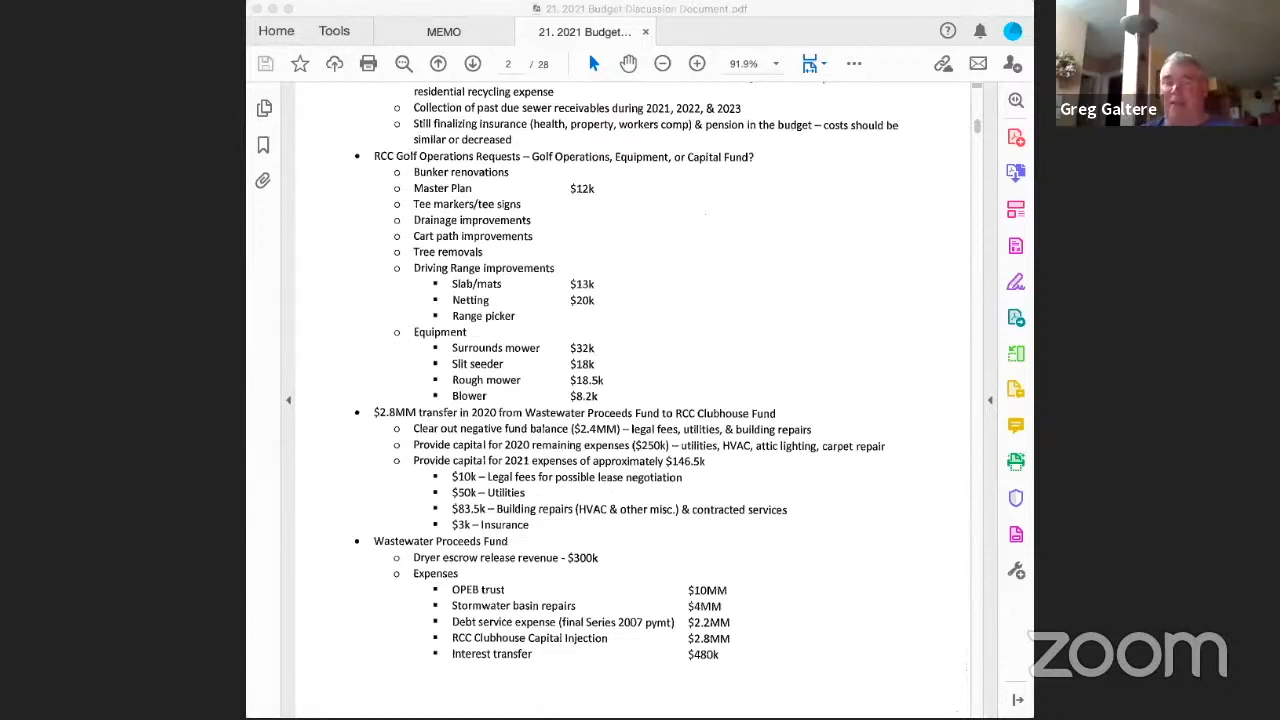 21. 2021 Budget Discussion Document.pdf
Home Tools MEMO 21. 2021 Budget... ×
2 / 28 91.9%
residential recycling expense
Collection of past due sewer receivables during 2021, 2022, & 2023
Still finalizing insurance (health, property, workers comp) & pension in the budget – costs should be
similar or decreased
RCC Golf Operations Requests – Golf Operations, Equipment, or Capital Fund?
Bunker renovations
Master Plan $12k
Tee markers/tee signs
Drainage improvements
Cart path improvements
Tree removals
Driving Range improvements
Slab/mats $13k
Netting $20k
Range picker
Equipment
Surrounds mower $32k
Slit seeder $18k
Rough mower $18.5k
Blower $8.2k
$2.8MM transfer in 2020 from Wastewater Proceeds Fund to RCC Clubhouse Fund
Clear out negative fund balance ($2.4MM) – legal fees, utilities, & building repairs
Provide capital for 2020 remaining expenses ($250k) – utilities, HVAC, attic lighting, carpet repair
Provide capital for 2021 expenses of approximately $146.5k
$10k – Legal fees for possible lease negotiation
$50k – Utilities
$83.5k – Building repairs (HVAC & other misc.) & contracted services
$3k – Insurance
Wastewater Proceeds Fund
Dryer escrow release revenue - $300k
Expenses
OPEB trust $10MM
Stormwater basin repairs $4MM
Debt service expense (final Series 2007 pymt) $2.2MM
RCC Clubhouse Capital Injection $2.8MM
Interest transfer $480k
Greg Galtere
zoom